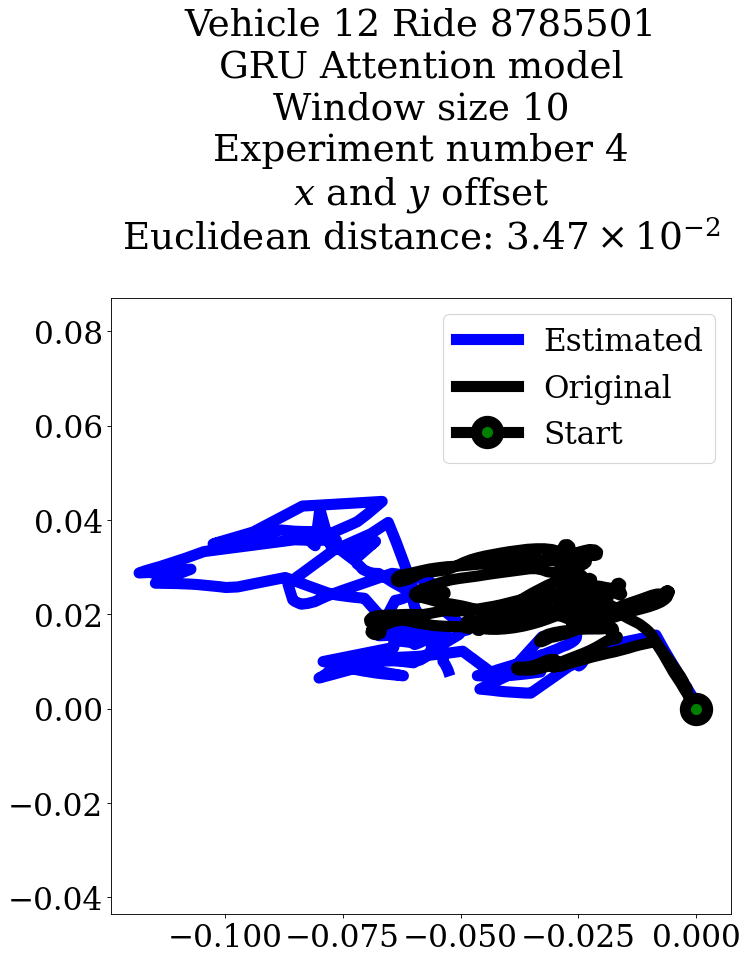 Vehicle 12 Ride 8785501
GRU Attention model
Window size 10
Experiment number 4
x and y offset
Euclidean distance: 3.47 × 10⁻²
Estimated
Original
Start
0.08
0.06
0.04
0.02
0.00
−0.02
−0.04
−0.100 −0.075 −0.050 −0.025 0.000